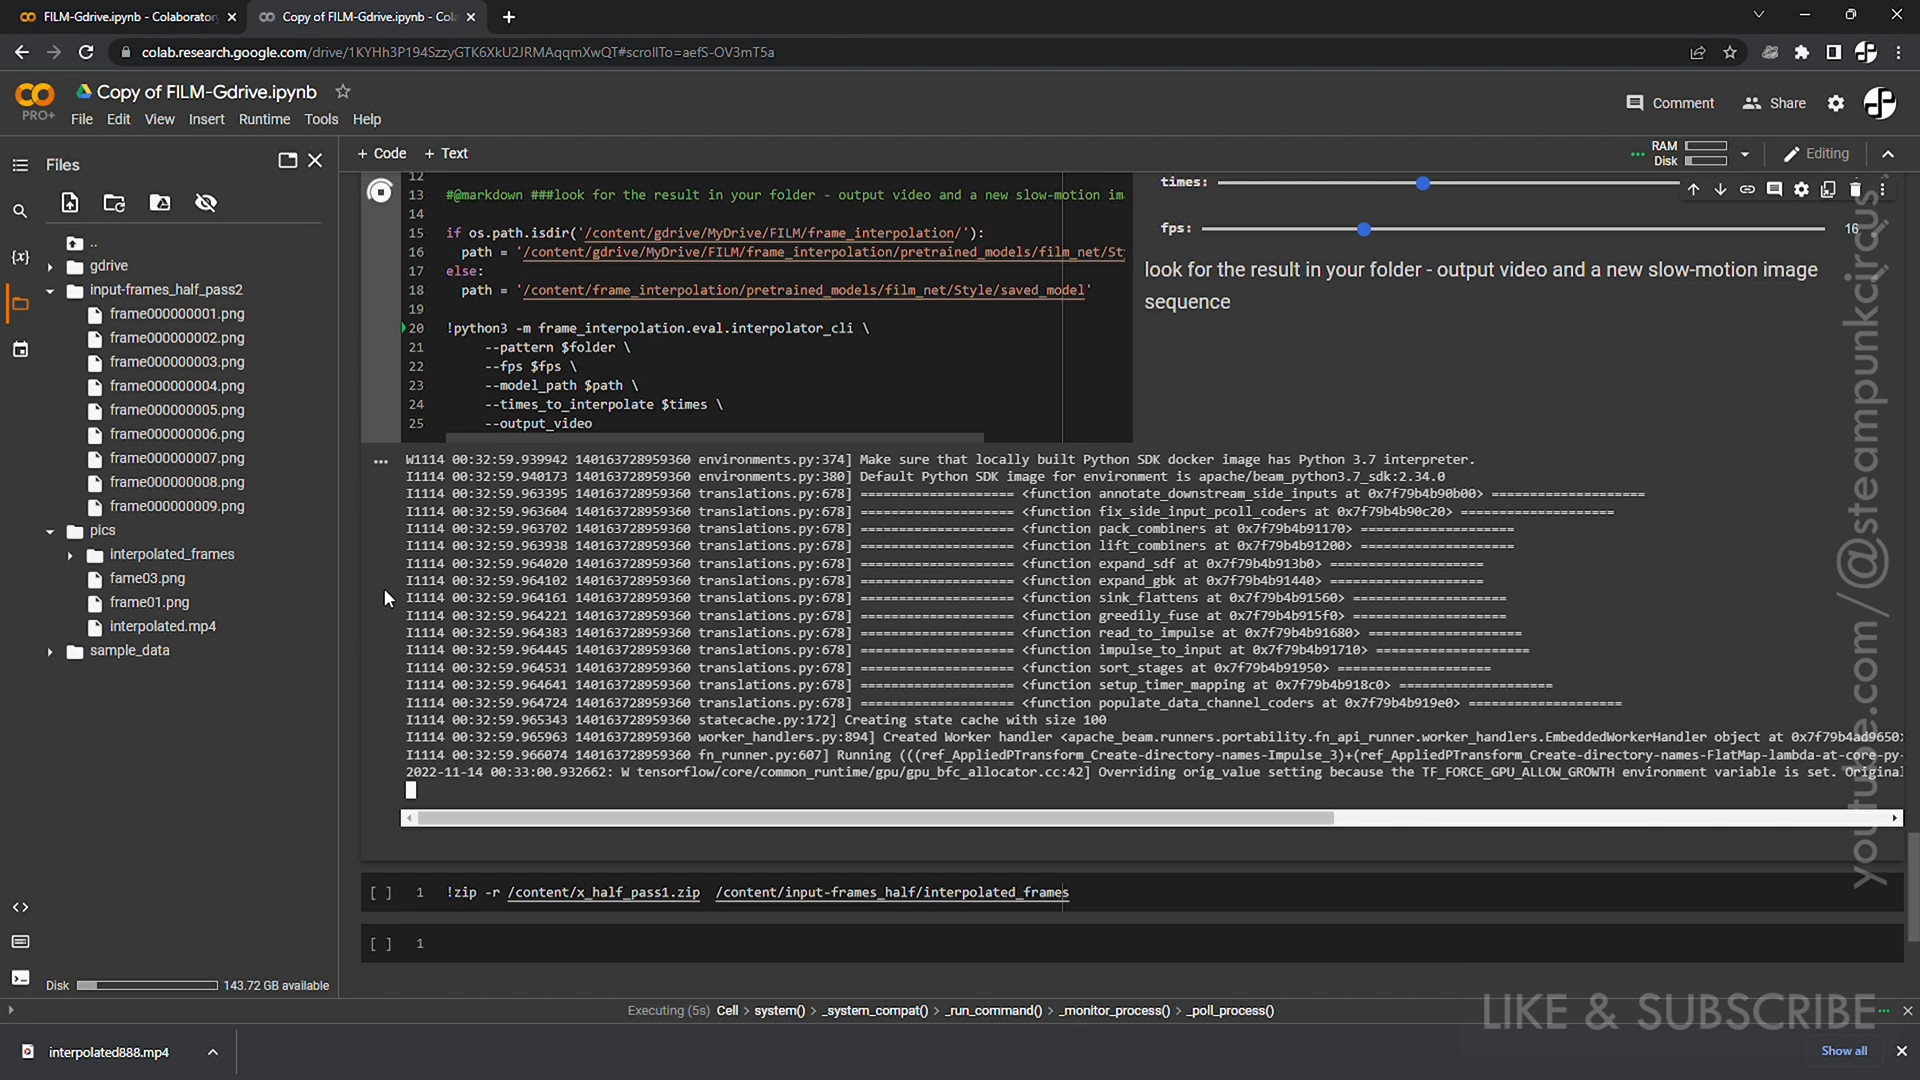 FILM-Gdrive.ipynb - Colaborator
Copy of FILM-Gdrive.ipynb - Col
colab.research.google.com/drive/1KYHh3P194SzzyGTK6XkU2JRMAqqmXwQT#scrollTo=aefS-OV3mT5a
PRO+
Copy of FILM-Gdrive.ipynb
File Edit View Insert Runtime Tools Help
Comment
Share
Files
+ Code + Text
RAM
Disk
Editing
..
gdrive
input-frames_half_pass2
frame000000001.png
frame000000002.png
frame000000003.png
frame000000004.png
frame000000005.png
frame000000006.png
frame000000007.png
frame000000008.png
frame000000009.png
pics
interpolated_frames
fame03.png
frame01.png
interpolated.mp4
sample_data
Disk 143.72 GB available
12
13 #@markdown ###look for the result in your folder - output video and a new slow-motion im
14
15 if os.path.isdir('/content/gdrive/MyDrive/FILM/frame_interpolation/'):
16 path = '/content/gdrive/MyDrive/FILM/frame_interpolation/pretrained_models/film_net/St
17 else:
18 path = '/content/frame_interpolation/pretrained_models/film_net/Style/saved_model'
19
20 !python3 -m frame_interpolation.eval.interpolator_cli \
21 --pattern $folder \
22 --fps $fps \
23 --model_path $path \
24 --times_to_interpolate $times \
25 --output_video
times:
fps: 16
look for the result in your folder - output video and a new slow-motion image
sequence
W1114 00:32:59.939942 140163728959360 environments.py:374] Make sure that locally built Python SDK docker image has Python 3.7 interpreter.
I1114 00:32:59.940173 140163728959360 environments.py:380] Default Python SDK image for environment is apache/beam_python3.7_sdk:2.34.0
I1114 00:32:59.963395 140163728959360 translations.py:678] ==================== <function annotate_downstream_side_inputs at 0x7f79b4b90b00> ====================
I1114 00:32:59.963604 140163728959360 translations.py:678] ==================== <function fix_side_input_pcoll_coders at 0x7f79b4b90c20> ====================
I1114 00:32:59.963702 140163728959360 translations.py:678] ==================== <function pack_combiners at 0x7f79b4b91170> ====================
I1114 00:32:59.963938 140163728959360 translations.py:678] ==================== <function lift_combiners at 0x7f79b4b91200> ====================
I1114 00:32:59.964020 140163728959360 translations.py:678] ==================== <function expand_sdf at 0x7f79b4b913b0> ====================
I1114 00:32:59.964102 140163728959360 translations.py:678] ==================== <function expand_gbk at 0x7f79b4b91440> ====================
I1114 00:32:59.964161 140163728959360 translations.py:678] ==================== <function sink_flattens at 0x7f79b4b91560> ====================
I1114 00:32:59.964221 140163728959360 translations.py:678] ==================== <function greedily_fuse at 0x7f79b4b915f0> ====================
I1114 00:32:59.964383 140163728959360 translations.py:678] ==================== <function read_to_impulse at 0x7f79b4b91680> ====================
I1114 00:32:59.964445 140163728959360 translations.py:678] ==================== <function impulse_to_input at 0x7f79b4b91710> ====================
I1114 00:32:59.964531 140163728959360 translations.py:678] ==================== <function sort_stages at 0x7f79b4b91950> ====================
I1114 00:32:59.964641 140163728959360 translations.py:678] ==================== <function setup_timer_mapping at 0x7f79b4b918c0> ====================
I1114 00:32:59.964724 140163728959360 translations.py:678] ==================== <function populate_data_channel_coders at 0x7f79b4b919e0> ====================
I1114 00:32:59.965343 140163728959360 statecache.py:172] Creating state cache with size 100
I1114 00:32:59.965963 140163728959360 worker_handlers.py:894] Created Worker handler <apache_beam.runners.portability.fn_api_runner.worker_handlers.EmbeddedWorkerHandler object at 0x7f79b4ad9650>
I1114 00:32:59.966074 140163728959360 fn_runner.py:607] Running (((ref_AppliedPTransform_Create-directory-names-Impulse_3)+(ref_AppliedPTransform_Create-directory-names-FlatMap-lambda-at-core-py-
2022-11-14 00:33:00.932662: W tensorflow/core/common_runtime/gpu/gpu_bfc_allocator.cc:42] Overriding orig_value setting because the TF_FORCE_GPU_ALLOW_GROWTH environment variable is set. Original
[ ] 1 !zip -r /content/x_half_pass1.zip /content/input-frames_half/interpolated_frames
[ ] 1
Executing (5s) Cell > system() > _system_compat() > _run_command() > _monitor_process() > _poll_process()
youtube.com/@steampunkcircus
LIKE & SUBSCRIBE
interpolated888.mp4
Show all